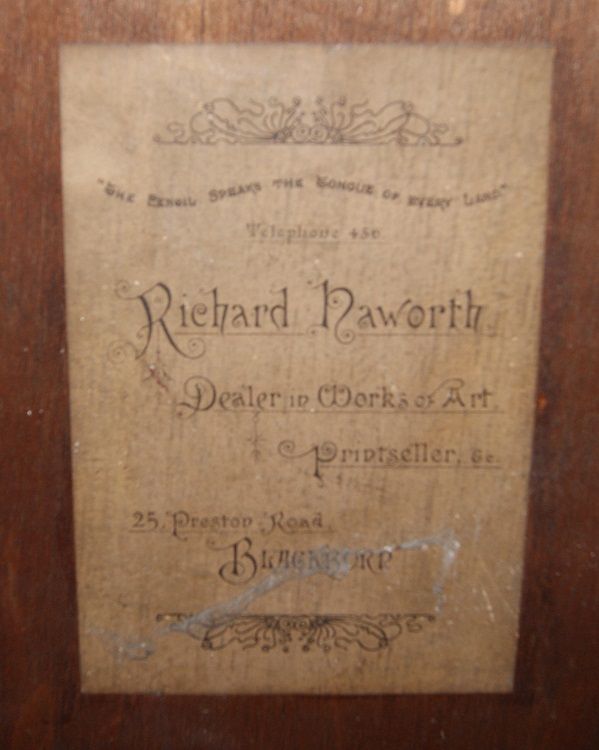 "The Pencil Speaks the Tongue of every Land"
Telephone
Richard Haworth
Dealer in Works of Art,
Printseller, &c.
25, Preston Road,
Blackburn